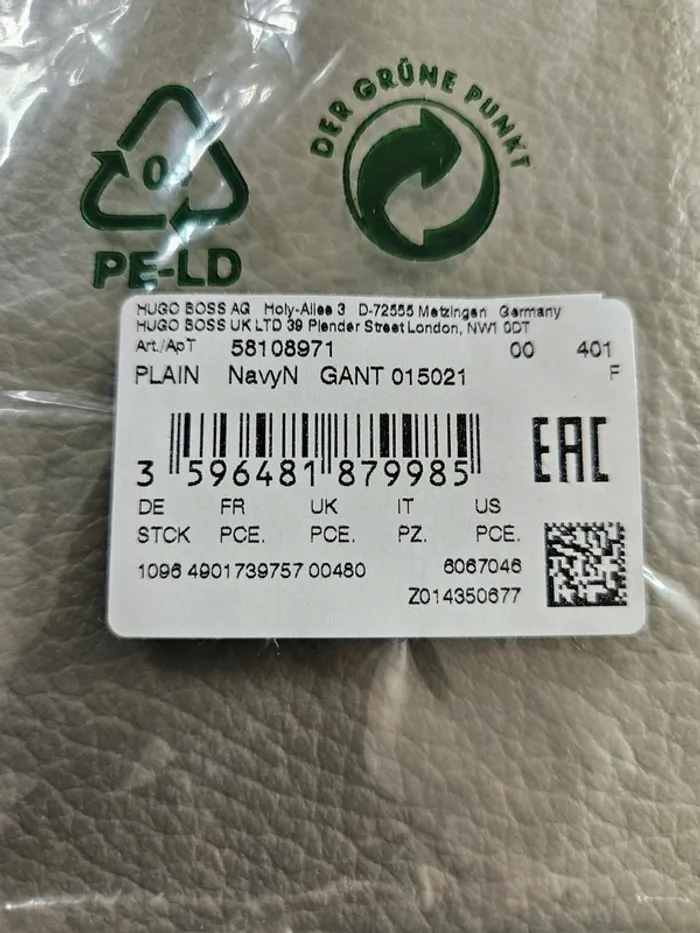 DER GRÜNE PUNKT
PE-LD
HUGO BOSS AG Holy-Allee 3 D-72555 Metzingen Germany
HUGO BOSS UK LTD 39 Plender Street London, NW1 0DT
Art./ApT 58108971 00 401
PLAIN NavyN GANT 015021 F
3 596481 879985
EAC
DE FR UK IT US
STCK PCE. PCE. PZ. PCE.
1096 4901739757 00480 6067046
Z014350677